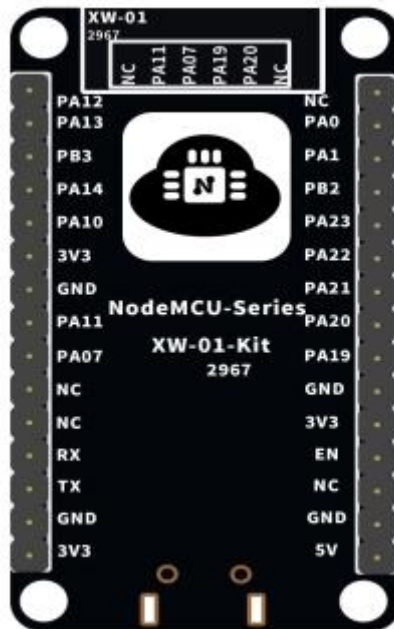 XW-01
2967
NC PA11 PA07 PA19 PA20 NC
PA12 NC
PA13 PA0
PB3 PA1
PA14 PB2
PA10 PA23
3V3 PA22
GND PA21
NodeMCU-Series
PA11 PA20
XW-01-Kit
PA07 PA19
2967
NC GND
NC 3V3
RX EN
TX NC
GND GND
3V3 5V